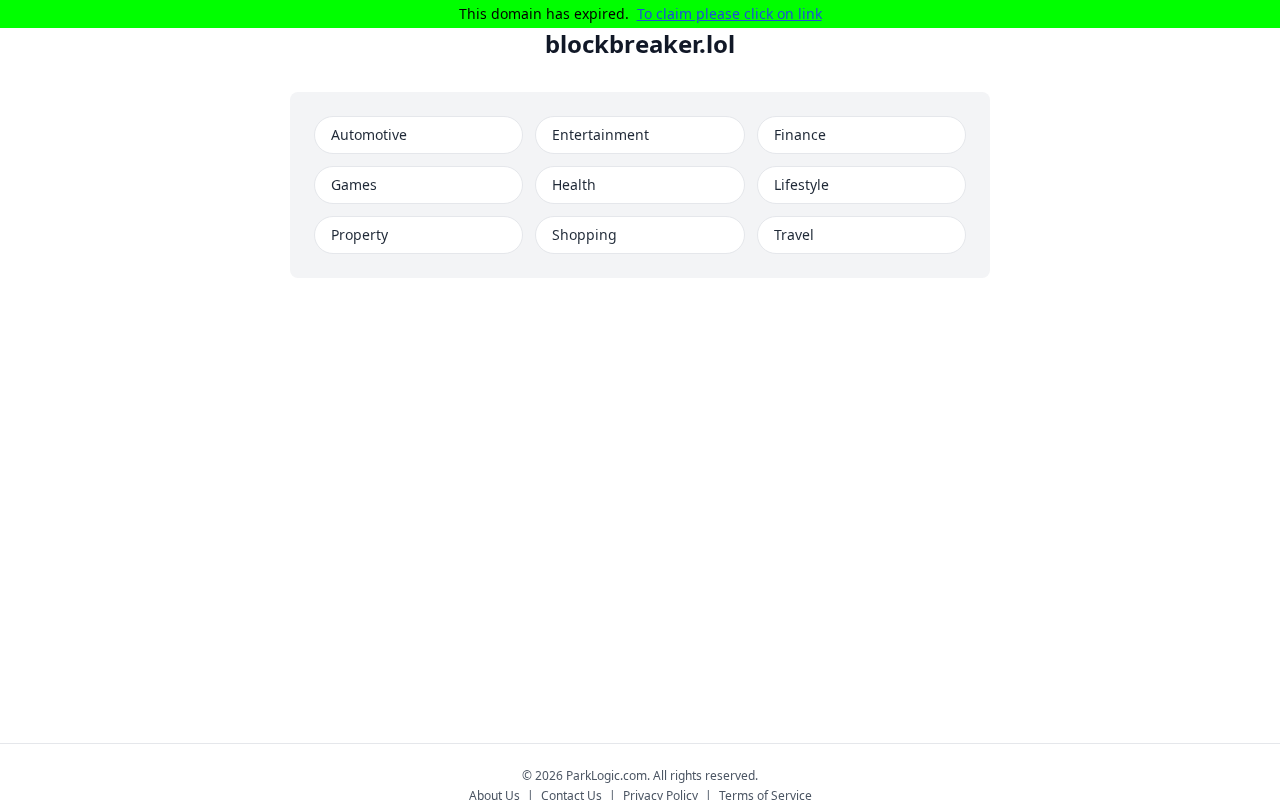 This domain has expired. To claim please click on link
blockbreaker.lol
Automotive Entertainment Finance
Games Health Lifestyle
Property Shopping Travel
© 2026 ParkLogic.com. All rights reserved.
About Us | Contact Us | Privacy Policy | Terms of Service